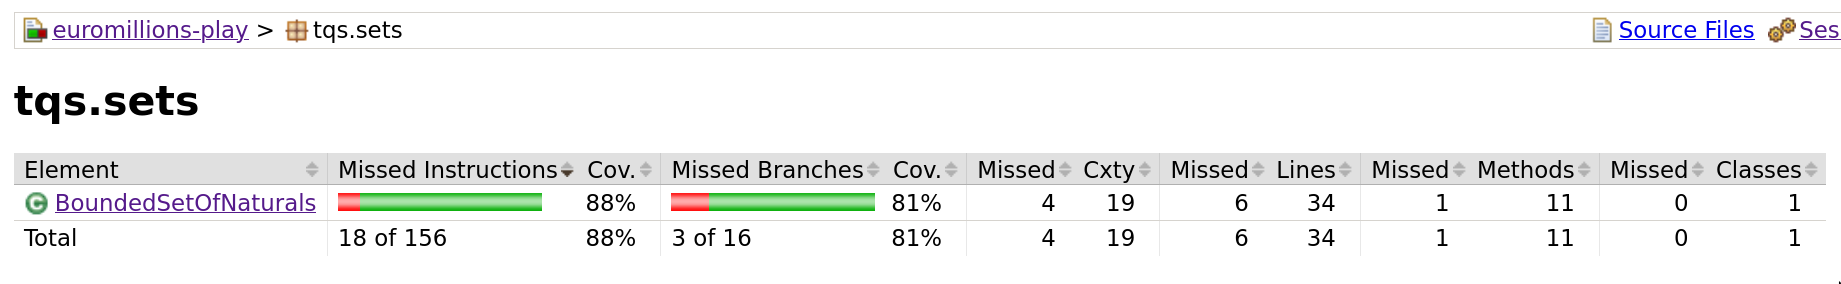 euromillions-play > tqs.sets Source Files Ses
tqs.sets
Element Missed Instructions Cov. Missed Branches Cov. Missed Cxty Missed Lines Missed Methods Missed Classes
C BoundedSetOfNaturals 88% 81% 4 19 6 34 1 11 0 1
Total 18 of 156 88% 3 of 16 81% 4 19 6 34 1 11 0 1